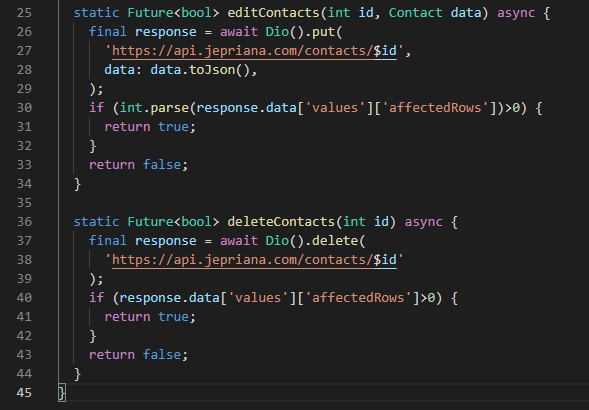 25 static Future<bool> editContacts(int id, Contact data) async {
26 final response = await Dio().put(
27 'https://api.jepriana.com/contacts/$id',
28 data: data.toJson(),
29 );
30 if (int.parse(response.data['values']['affectedRows'])>0) {
31 return true;
32 }
33 return false;
34 }
35
36 static Future<bool> deleteContacts(int id) async {
37 final response = await Dio().delete(
38 'https://api.jepriana.com/contacts/$id'
39 );
40 if (response.data['values']['affectedRows']>0) {
41 return true;
42 }
43 return false;
44 }
45 }